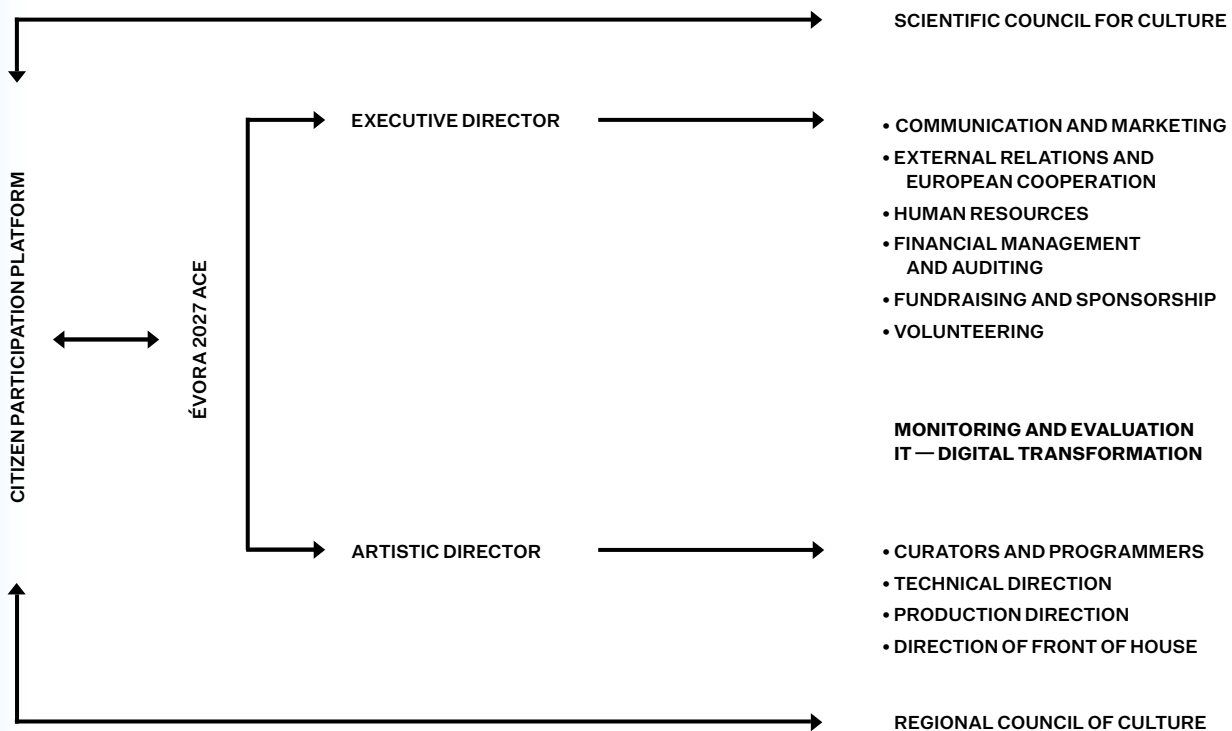 SCIENTIFIC COUNCIL FOR CULTURE
CITIZEN PARTICIPATION PLATFORM
ÉVORA 2027 ACE
EXECUTIVE DIRECTOR
• COMMUNICATION AND MARKETING
• EXTERNAL RELATIONS AND
EUROPEAN COOPERATION
• HUMAN RESOURCES
• FINANCIAL MANAGEMENT
AND AUDITING
• FUNDRAISING AND SPONSORSHIP
• VOLUNTEERING
MONITORING AND EVALUATION
IT — DIGITAL TRANSFORMATION
ARTISTIC DIRECTOR
• CURATORS AND PROGRAMMERS
• TECHNICAL DIRECTION
• PRODUCTION DIRECTION
• DIRECTION OF FRONT OF HOUSE
REGIONAL COUNCIL OF CULTURE